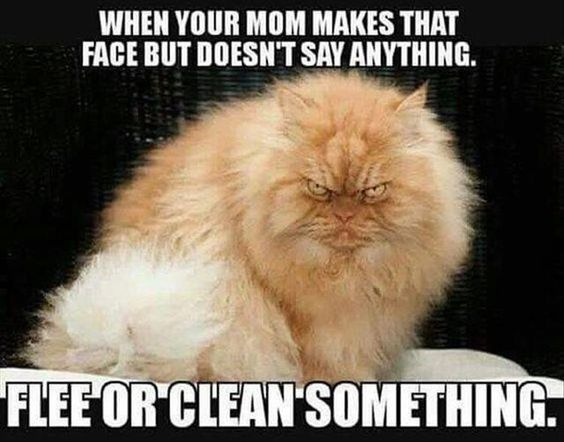 WHEN YOUR MOM MAKES THAT
FACE BUT DOESN'T SAY ANYTHING.
FLEE OR CLEAN SOMETHING.